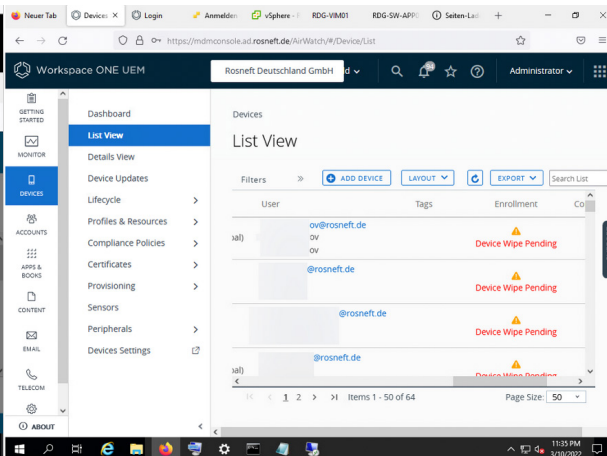 Neuer Tab
Devices
Login
Anmelden
vSphere -
RDG-VIM01
RDG-SW-APP
Seiten-Lad
https://mdmconsole.ad.rosneft.de/AirWatch/#/Device/List
Workspace ONE UEM
Rosneft Deutschland GmbH
Administrator
GETTING STARTED
MONITOR
DEVICES
ACCOUNTS
APPS & BOOKS
CONTENT
EMAIL
TELECOM
ABOUT
Dashboard
List View
Details View
Device Updates
Lifecycle
Profiles & Resources
Compliance Policies
Certificates
Provisioning
Sensors
Peripherals
Devices Settings
Devices
List View
Filters
ADD DEVICE
LAYOUT
EXPORT
Search List
User
Tags
Enrollment
Co
ov@rosneft.de
ov
ov
Device Wipe Pending
@rosneft.de
Device Wipe Pending
@rosneft.de
Device Wipe Pending
@rosneft.de
Device Wipe Pending
1 2
Items 1 - 50 of 64
Page Size: 50
11:35 PM
3/10/2022